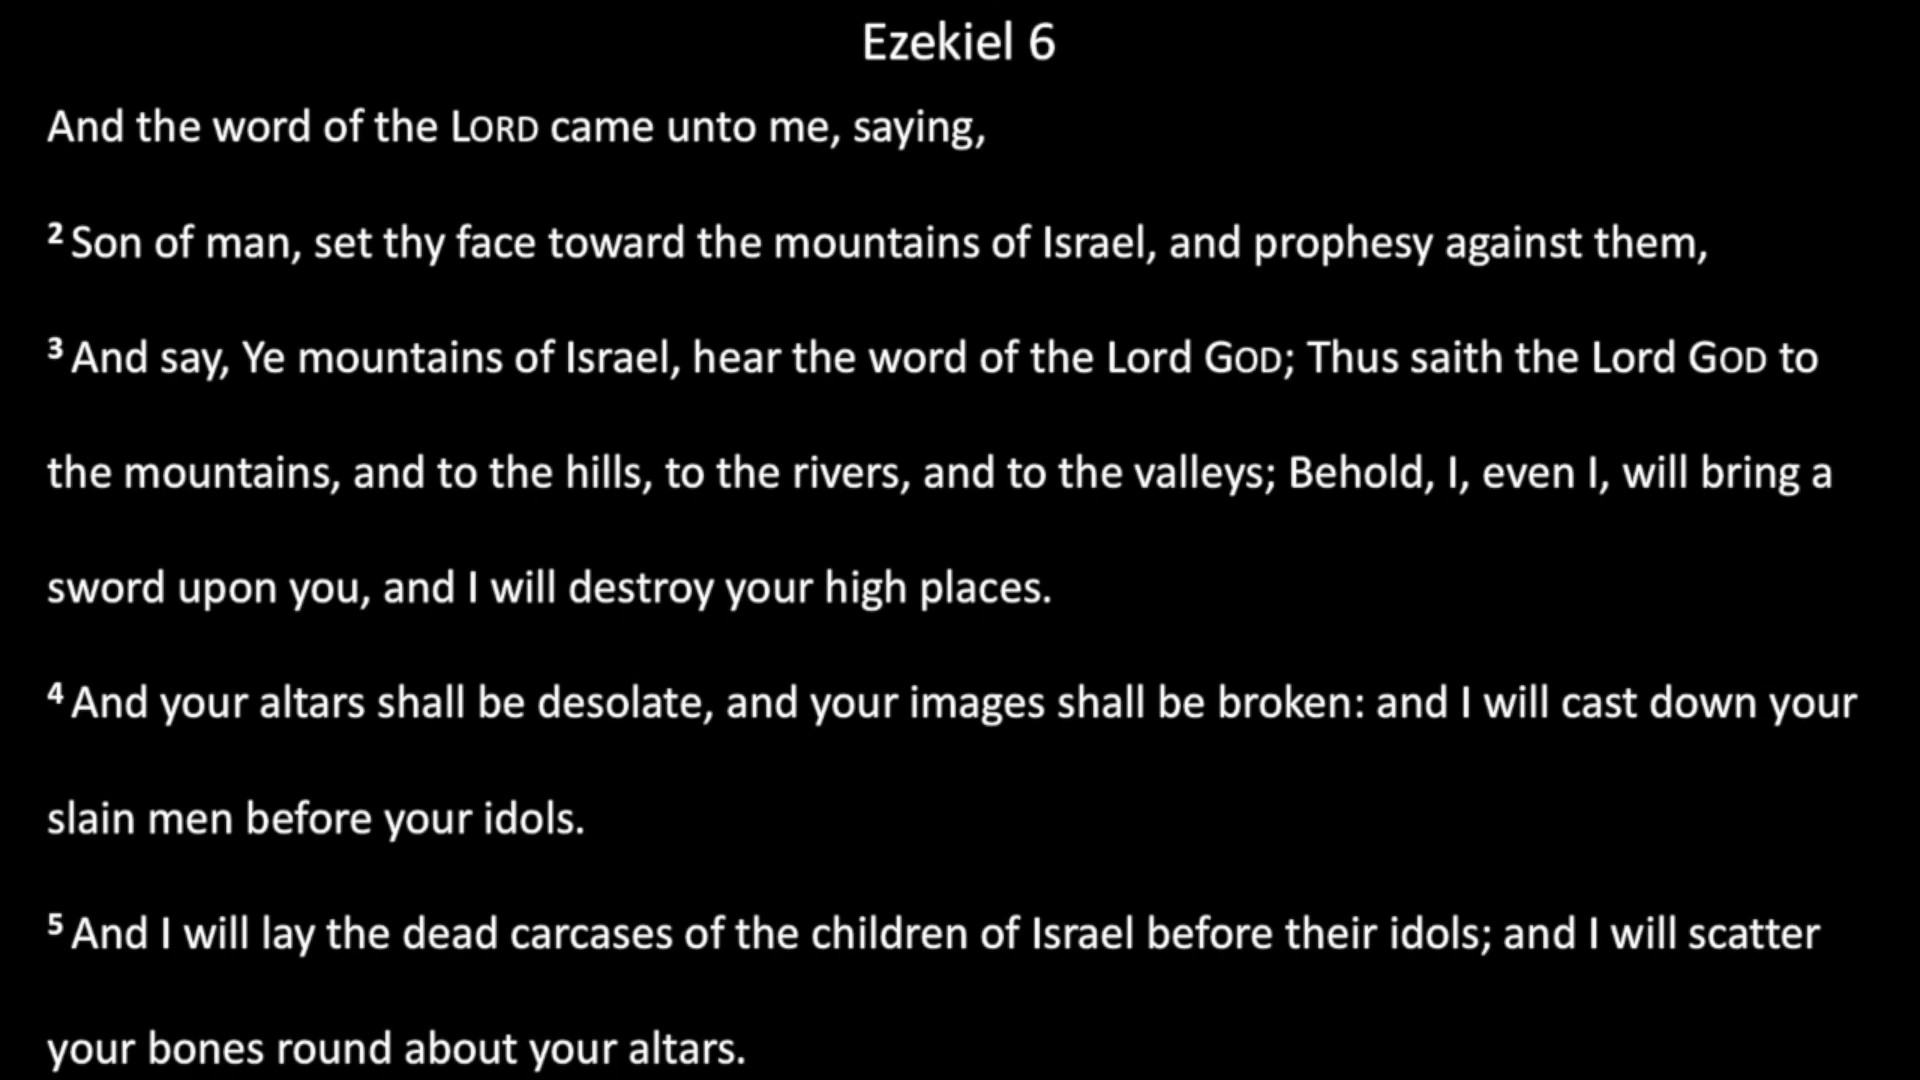 Ezekiel 6
And the word of the LORD came unto me, saying,
2 Son of man, set thy face toward the mountains of Israel, and prophesy against them,
3 And say, Ye mountains of Israel, hear the word of the Lord GOD; Thus saith the Lord GOD to
the mountains, and to the hills, to the rivers, and to the valleys; Behold, I, even I, will bring a
sword upon you, and I will destroy your high places.
4 And your altars shall be desolate, and your images shall be broken: and I will cast down your
slain men before your idols.
5 And I will lay the dead carcases of the children of Israel before their idols; and I will scatter
your bones round about your altars.